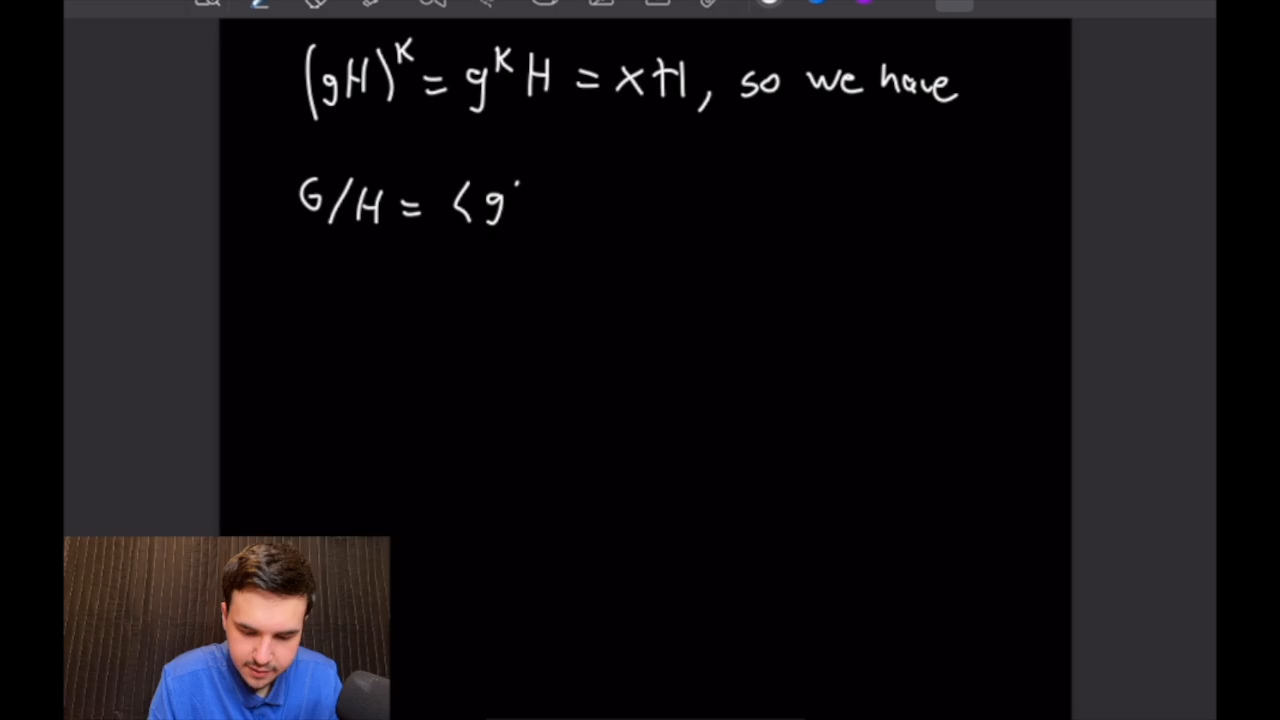 (gH)^K = g^K H = xH, so we have
G/H = ⟨g